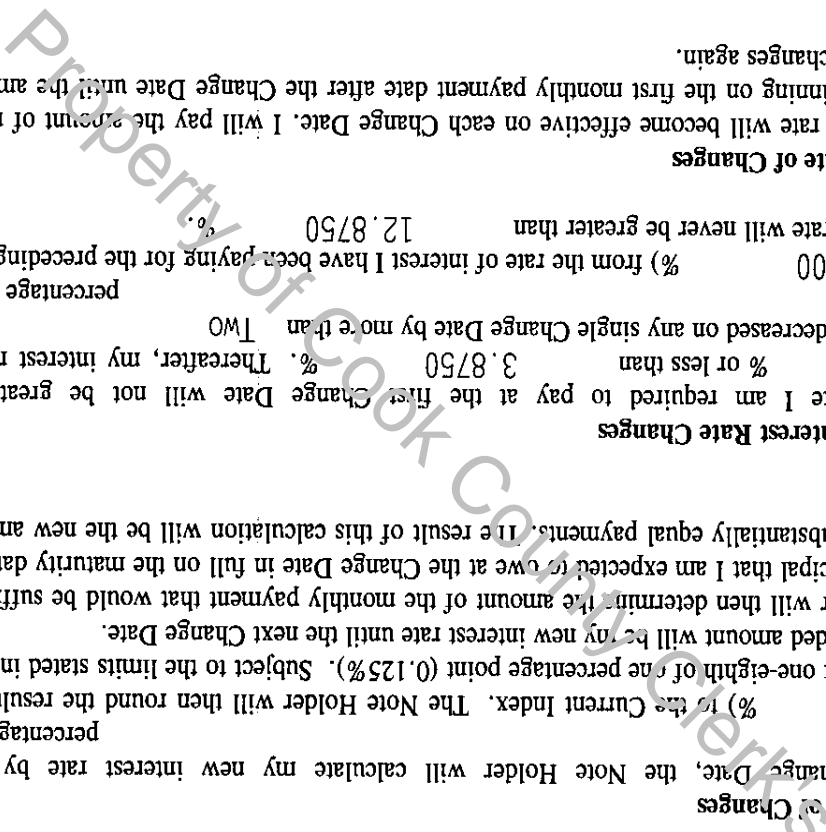 of Changes
hange Date, the Note Holder will calculate my new interest rate by
percentag
%) to the Current Index. The Note Holder will then round the resul
one-eighth of one percentage point (0.125%). Subject to the limits stated in
ded amount will be my new interest rate until the next Change Date.
r will then determine the amount of the monthly payment that would be suffi
cipal that I am expected to owe at the Change Date in full on the maturity da
ubstantially equal payments. The result of this calculation will be the new am
nterest Rate Changes
te I am required to pay at the first Change Date will not be great
% or less than 3.8750 %. Thereafter, my interest r
decreased on any single Change Date by more than Two
percentage
00 %) from the rate of interest I have been paying for the preceding
rate will never be greater than 12.8750 %.
te of Changes
rate will become effective on each Change Date. I will pay the amount of
inning on the first monthly payment date after the Change Date until the am
changes again.
Property of Cook County Clerk's